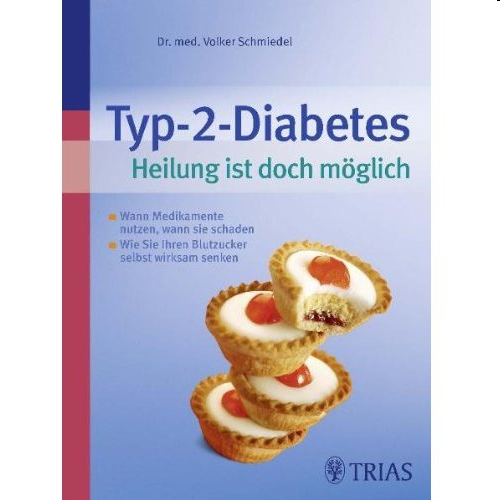 Dr. med. Volker Schmiedel
Typ-2-Diabetes
Heilung ist doch möglich
Wann Medikamente
nutzen, wann sie schaden
Wie Sie Ihren Blutzucker
selbst wirksam senken
TRIAS